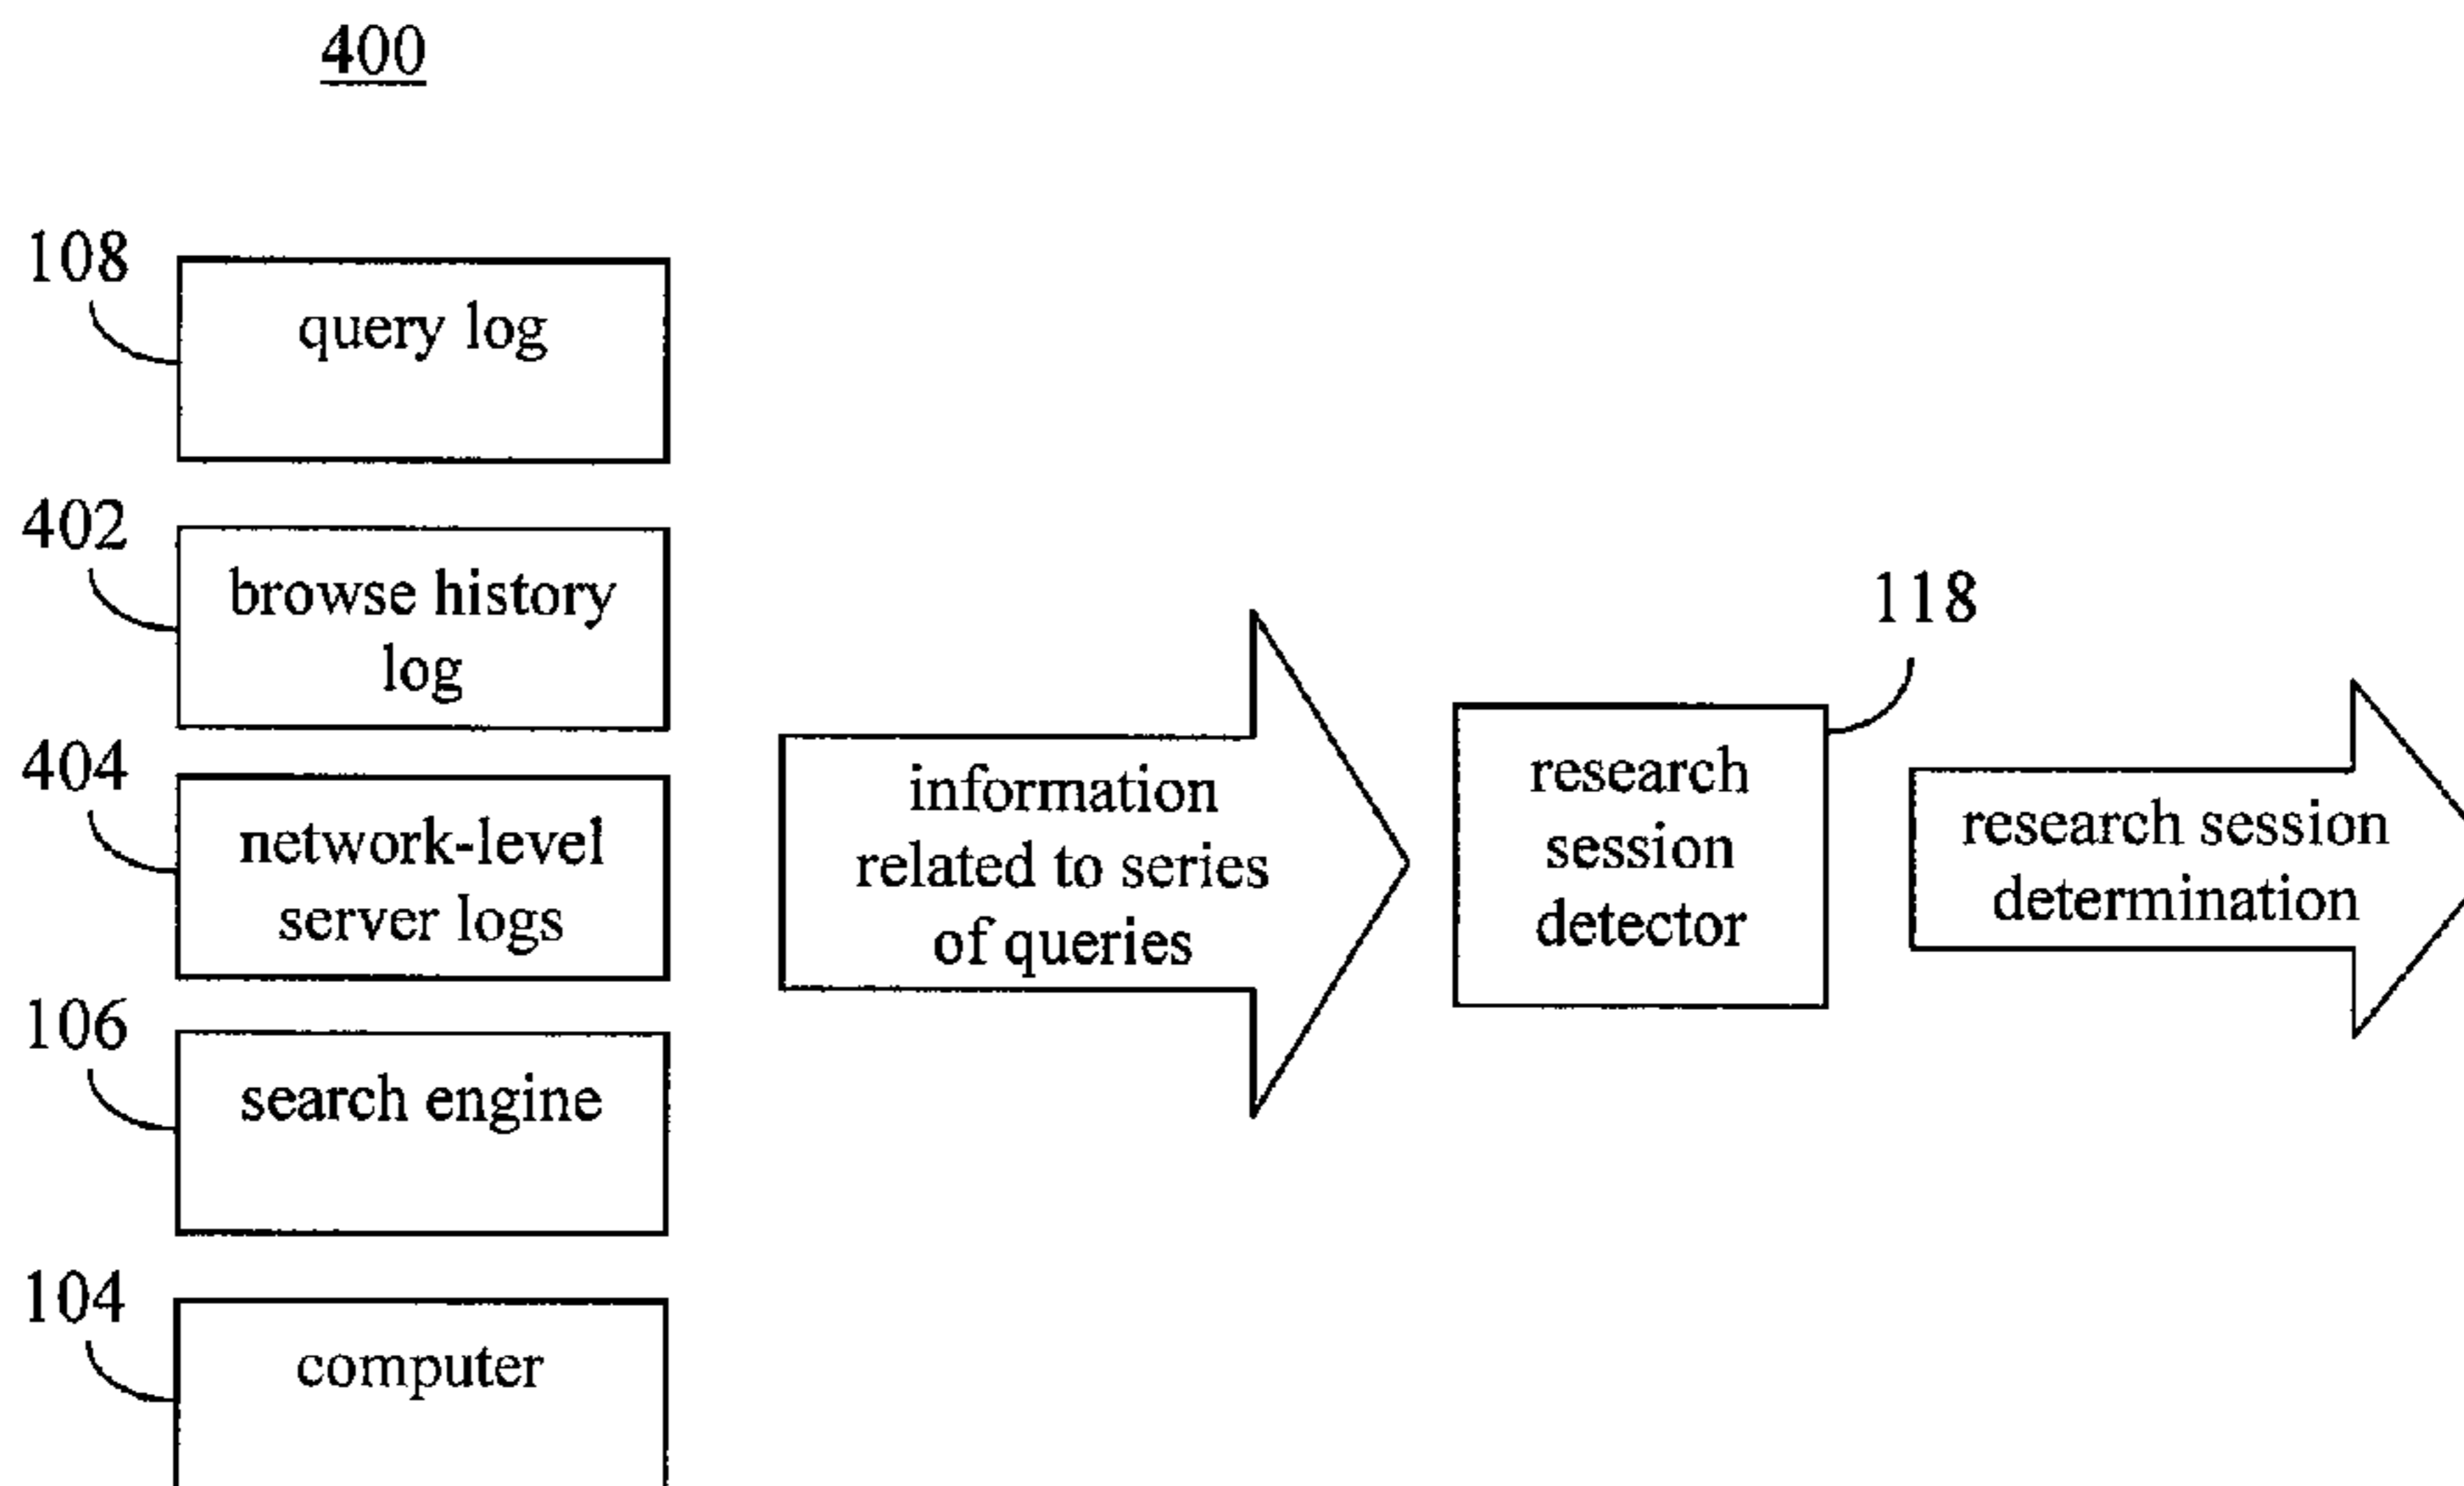 400
108
query log
402
browse history
log
404
network-level
server logs
106
search engine
104
computer
information
related to series
of queries
118
research
session
detector
research session
determination